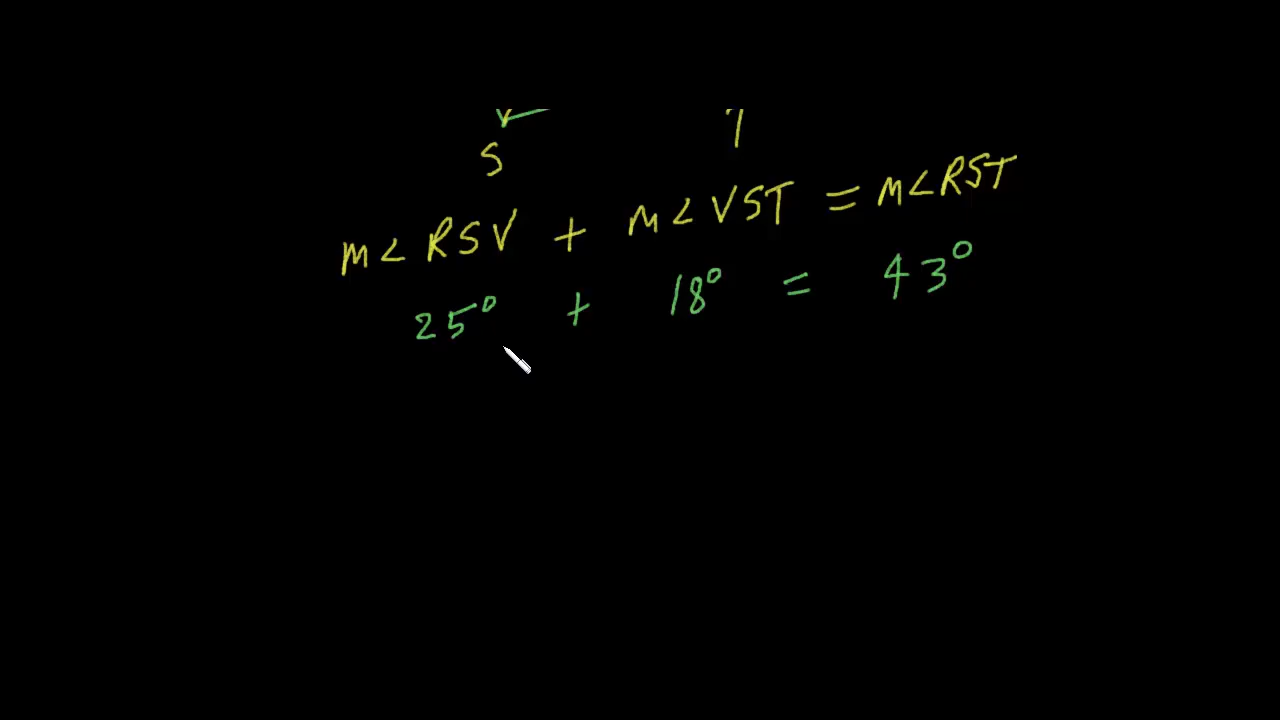 S
m< RSV + m< VST = m< RST
25° + 18° = 43°